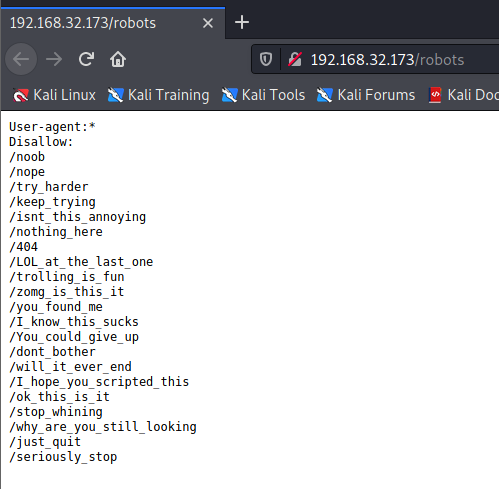 192.168.32.173/robots
192.168.32.173/robots
Kali Linux Kali Training Kali Tools Kali Forums Kali Doc
User-agent:*
Disallow:
/noob
/nope
/try_harder
/keep_trying
/isnt_this_annoying
/nothing_here
/404
/LOL_at_the_last_one
/trolling_is_fun
/zomg_is_this_it
/you_found_me
/I_know_this_sucks
/You_could_give_up
/dont_bother
/will_it_ever_end
/I_hope_you_scripted_this
/ok_this_is_it
/stop_whining
/why_are_you_still_looking
/just_quit
/seriously_stop